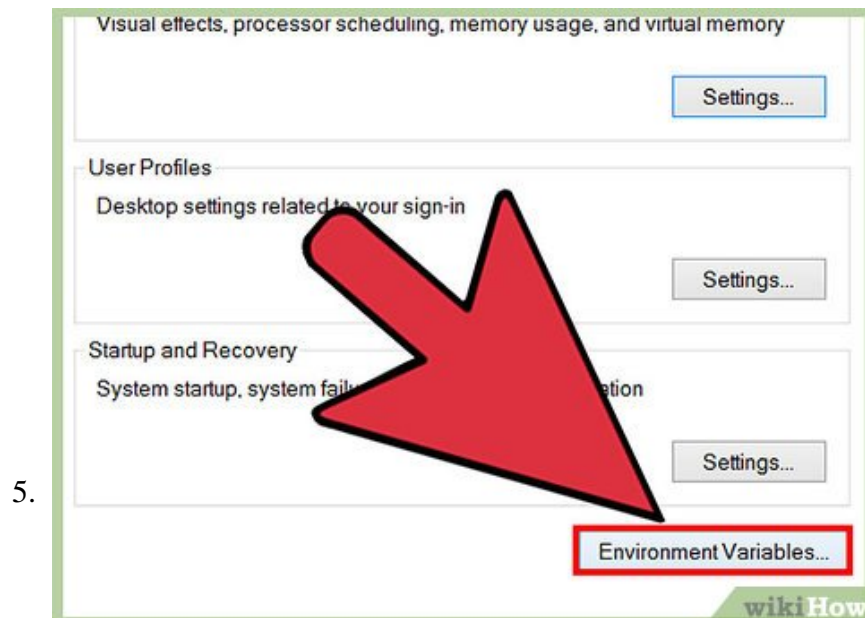 Visual effects, processor scheduling, memory usage, and virtual memory
Settings...
User Profiles
Desktop settings related to your sign-in
Settings...
Startup and Recovery
System startup, system
Settings...
5.
Environment Variables...
wikiHow